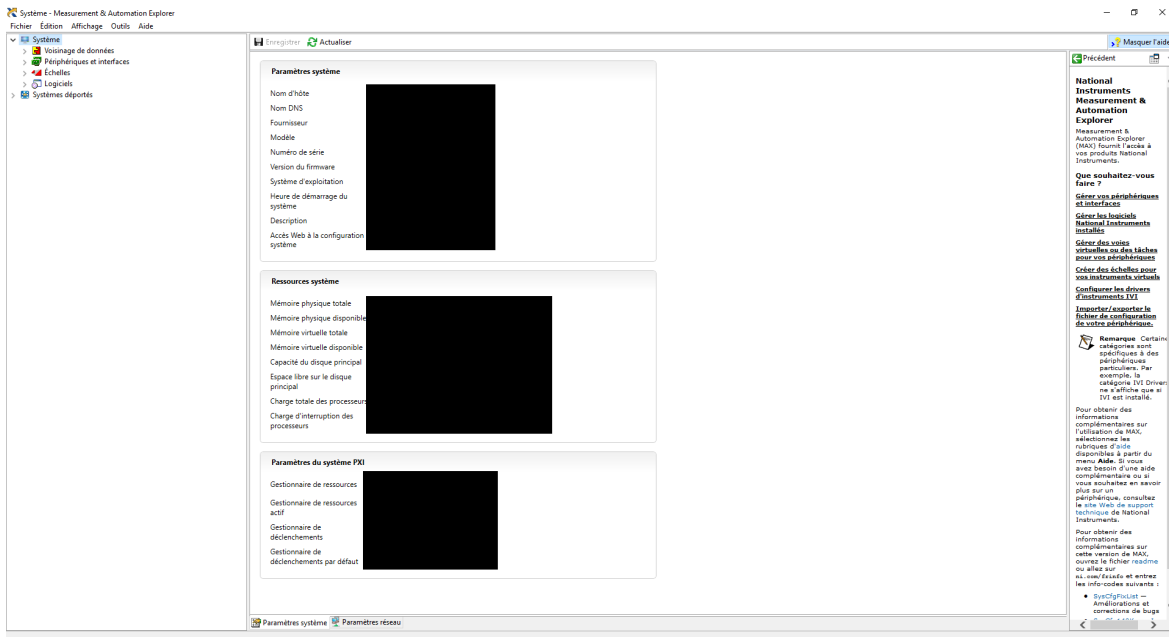 Système - Measurement & Automation Explorer
Fichier Édition Affichage Outils Aide
Système
Voisinage de données
Périphériques et interfaces
Échelles
Logiciels
Systèmes déportés
Enregistrer Actualiser
Masquer l'aide
Paramètres système
Nom d'hôte
Nom DNS
Fournisseur
Modèle
Numéro de série
Version du firmware
Système d'exploitation
Heure de démarrage du
système
Description
Accès Web à la configuration
système
Ressources système
Mémoire physique totale
Mémoire physique disponible
Mémoire virtuelle totale
Mémoire virtuelle disponible
Capacité du disque principal
Espace libre sur le disque
principal
Charge totale des processeurs
Charge d'interruption des
processeurs
Paramètres du système PXI
Gestionnaire de ressources
Gestionnaire de ressources
actif
Gestionnaire de
déclenchements
Gestionnaire de
déclenchements par défaut
Paramètres système Paramètres réseau
Précédent
National
Instruments
Measurement &
Automation
Explorer
Measurement &
Automation Explorer
(MAX) fournit l'accès à
vos produits National
Instruments.
Que souhaitez-vous
faire ?
Gérer vos périphériques
et interfaces
Gérer les logiciels
National Instruments
installés
Gérer des voies
virtuelles ou des tâches
pour vos périphériques
Créer des échelles pour
vos instruments virtuels
Configurer les drivers
d'instruments IVI
Importer/exporter le
fichier de configuration
de votre périphérique.
Remarque Certaine
catégories sont
spécifiques à des
périphériques
particuliers. Par
exemple, la
catégorie IVI Driver
ne s'affiche que si
IVI est installé.
Pour obtenir des
informations
complémentaires sur
l'utilisation de MAX,
sélectionnez les
rubriques d'aide
disponibles à partir du
menu Aide. Si vous
avez besoin d'une aide
complémentaire ou si
vous souhaitez en savoir
plus sur un
périphérique, consultez
le site Web de support
technique de National
Instruments.
Pour obtenir des
informations
complémentaires sur
cette version de MAX,
ouvrez le fichier readme
ou allez sur
ni.com/frinfo et entrez
les info-codes suivants :
SysCfgFixList —
Améliorations et
corrections de bugs